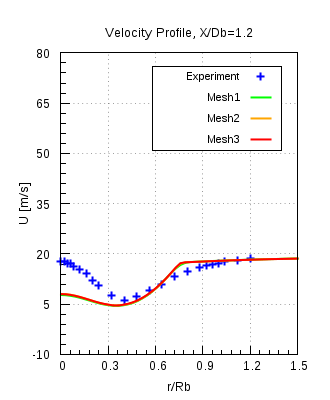 Velocity Profile, X/Db=1.2
80
65
50
35
20
5
-10
U [m/s]
Experiment
Mesh1
Mesh2
Mesh3
0 0.3 0.6 0.9 1.2 1.5
r/Rb